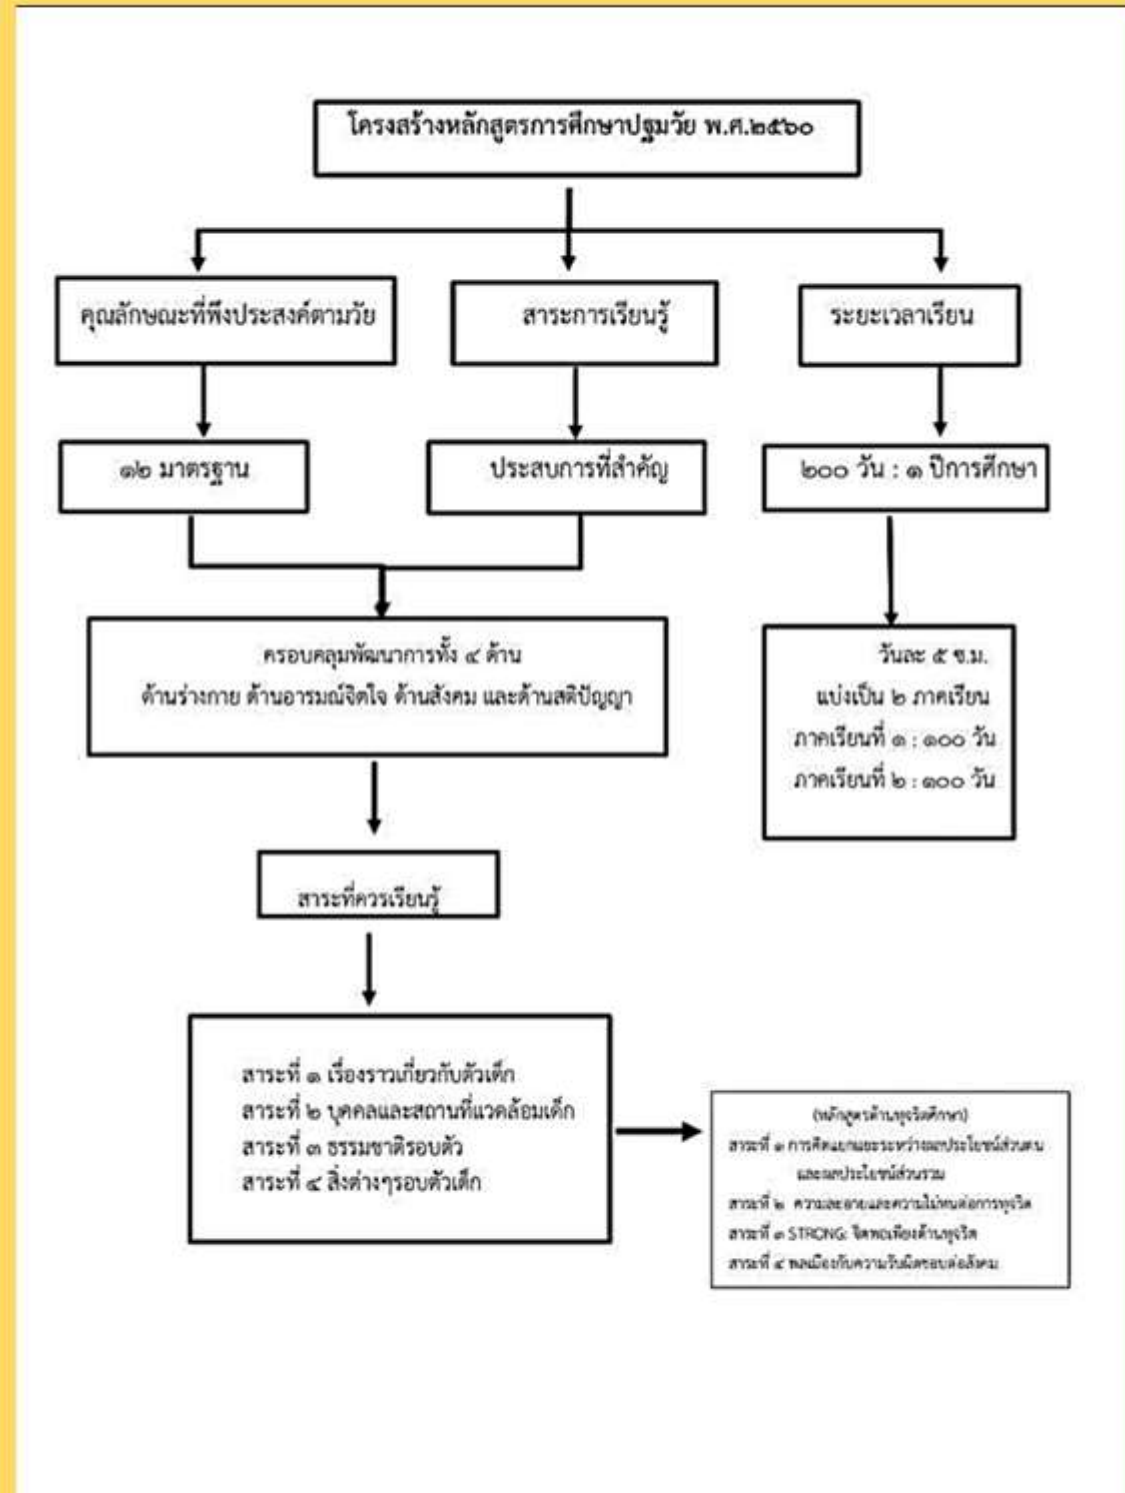 โครงสร้างหลักสูตรการศึกษาปฐมวัย พ.ศ.๒๕๖๐
คุณลักษณะที่พึงประสงค์ตามวัย
สาระการเรียนรู้
ระยะเวลาเรียน
๑๒ มาตรฐาน
ประสบการที่สำคัญ
๒๐๐ วัน : ๑ ปีการศึกษา
ครอบคลุมพัฒนาการทั้ง ๔ ด้าน
ด้านร่างกาย ด้านอารมณ์จิตใจ ด้านสังคม และด้านสติปัญญา
วันละ ๕ ช.ม.
แบ่งเป็น ๒ ภาคเรียน
ภาคเรียนที่ ๑ : ๑๐๐ วัน
ภาคเรียนที่ ๒ : ๑๐๐ วัน
สาระที่ควรเรียนรู้
สาระที่ ๑ เรื่องราวเกี่ยวกับตัวเด็ก
สาระที่ ๒ บุคคลและสถานที่แวดล้อมเด็ก
สาระที่ ๓ ธรรมชาติรอบตัว
สาระที่ ๔ สิ่งต่างๆรอบตัวเด็ก
(หลักสูตรต้านทุจริตศึกษา)
สาระที่ ๑ การคิดแยกแยะระหว่างผลประโยชน์ส่วนตน
และผลประโยชน์ส่วนรวม
สาระที่ ๒ ความละอายและความไม่ทนต่อการทุจริต
สาระที่ ๓ STRONG: จิตพอเพียงต้านทุจริต
สาระที่ ๔ พลเมืองกับความรับผิดชอบต่อสังคม